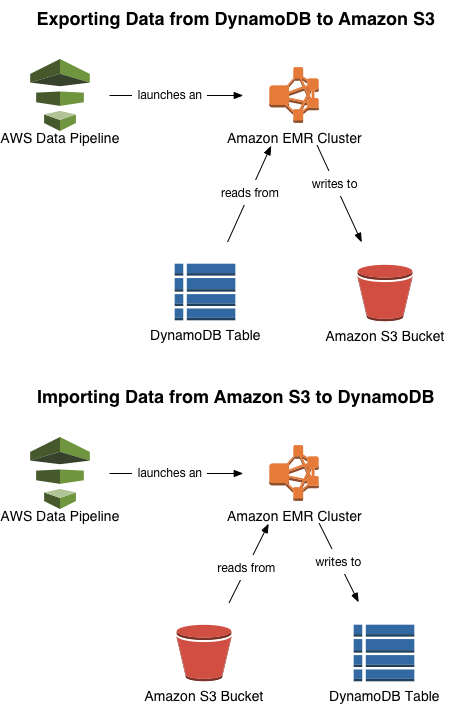 Exporting Data from DynamoDB to Amazon S3
launches an
AWS Data Pipeline
Amazon EMR Cluster
reads from
writes to
DynamoDB Table
Amazon S3 Bucket
Importing Data from Amazon S3 to DynamoDB
launches an
AWS Data Pipeline
Amazon EMR Cluster
reads from
writes to
Amazon S3 Bucket
DynamoDB Table